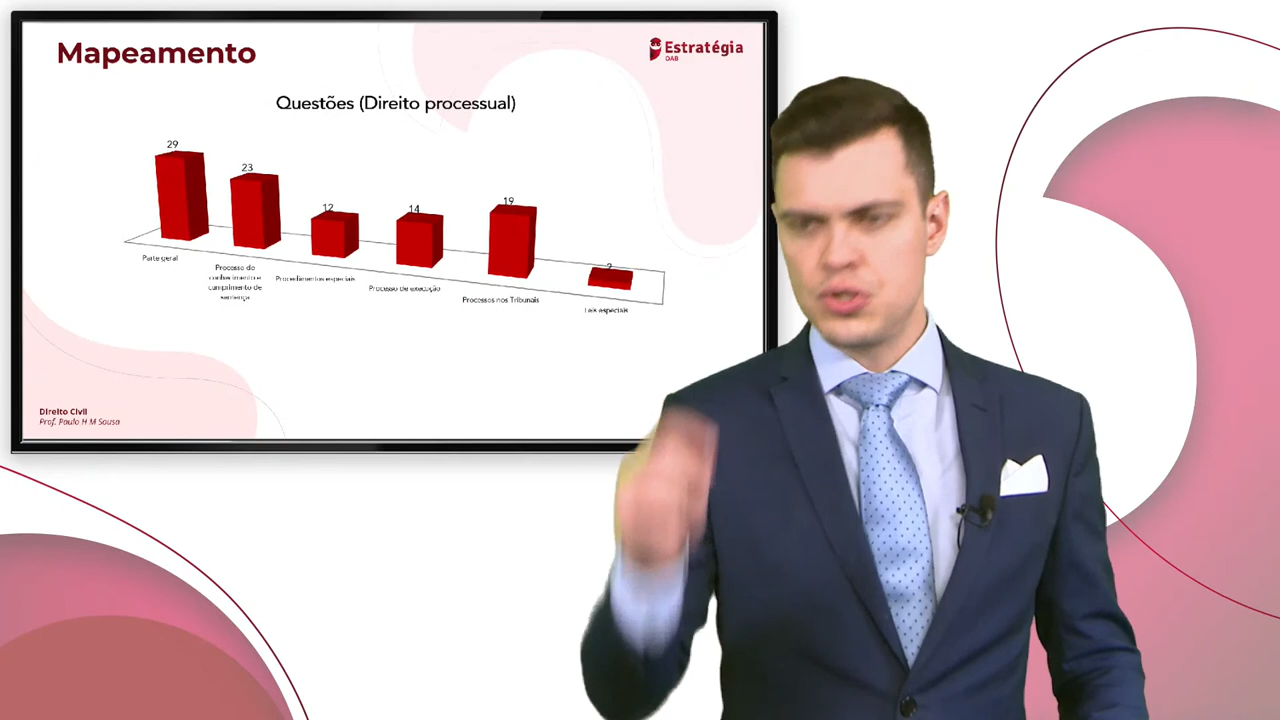 Mapeamento
Estratégia
OAB
Questões (Direito processual)
29
23
12
14
19
Parte geral
Processo de
conhecimento e
cumprimento de
sentença
Procedimentos especiais
Processo de execução
Processos nos Tribunais
Leis especiais
Direito Civil
Prof. Paulo H M Sousa